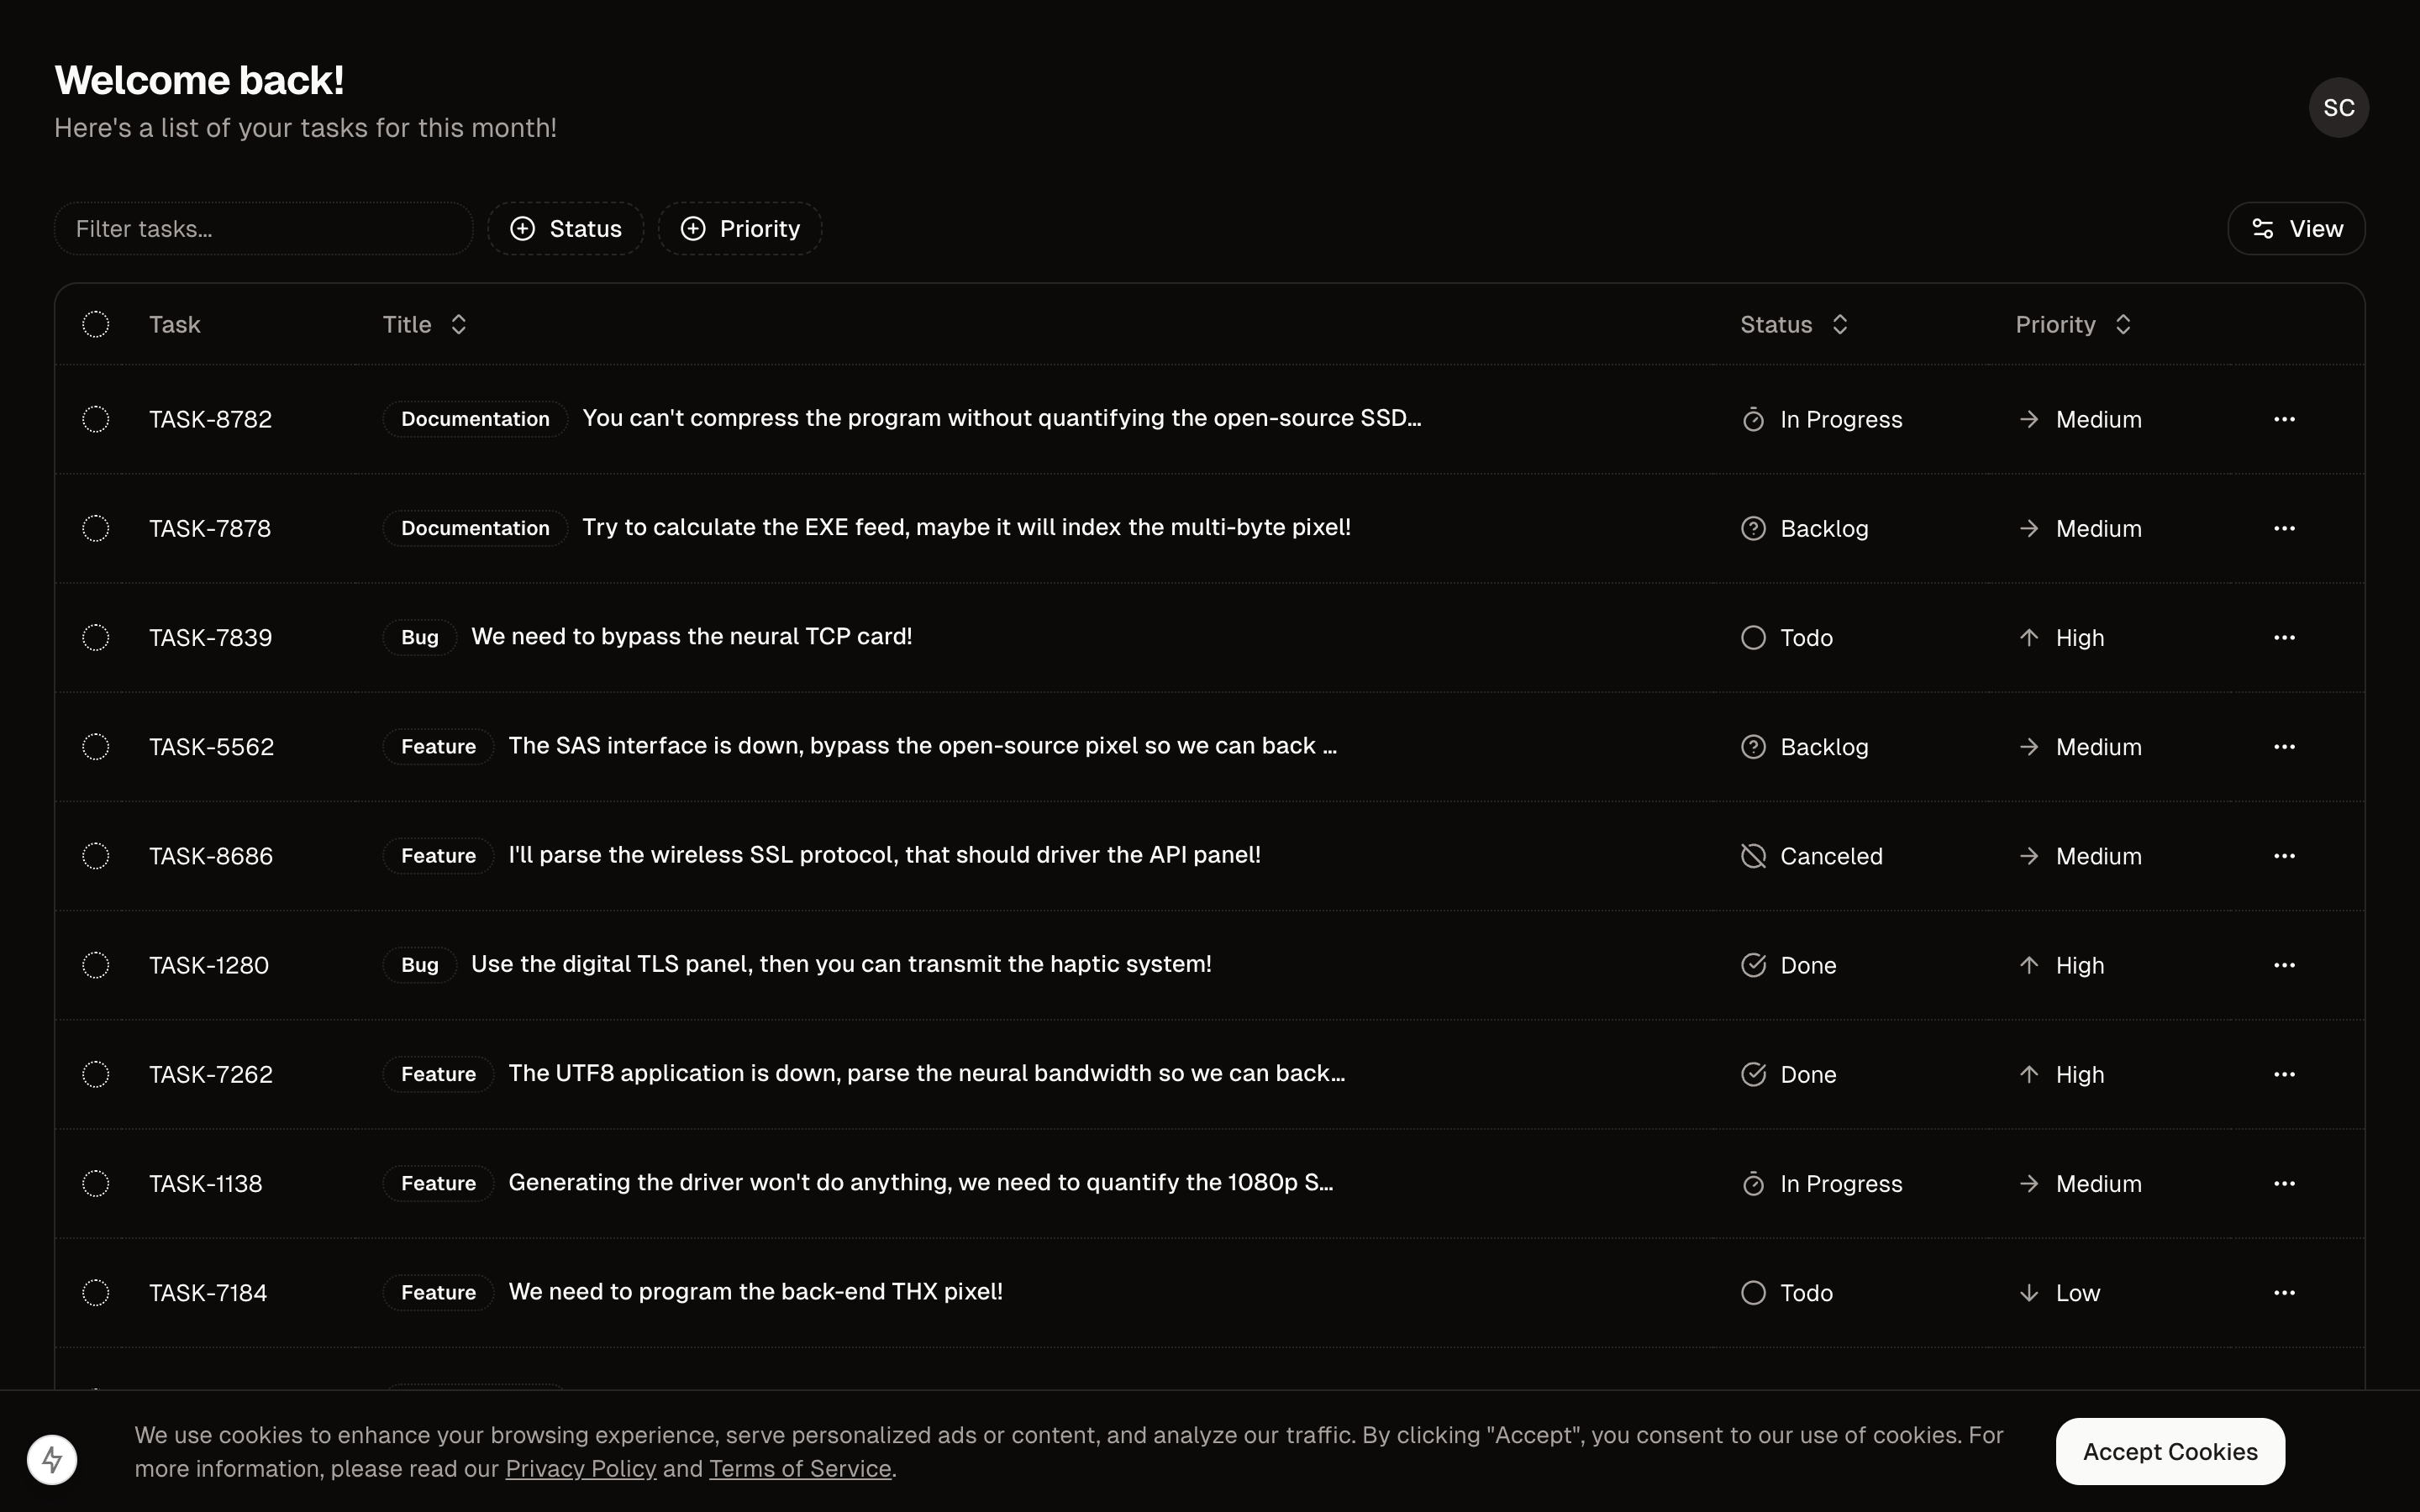 Welcome back!
Here's a list of your tasks for this month!
SC
Filter tasks...
Status
Priority
View
Task Title Status Priority
TASK-8782 Documentation You can't compress the program without quantifying the open-source SSD... In Progress Medium
TASK-7878 Documentation Try to calculate the EXE feed, maybe it will index the multi-byte pixel! Backlog Medium
TASK-7839 Bug We need to bypass the neural TCP card! Todo High
TASK-5562 Feature The SAS interface is down, bypass the open-source pixel so we can back ... Backlog Medium
TASK-8686 Feature I'll parse the wireless SSL protocol, that should driver the API panel! Canceled Medium
TASK-1280 Bug Use the digital TLS panel, then you can transmit the haptic system! Done High
TASK-7262 Feature The UTF8 application is down, parse the neural bandwidth so we can back... Done High
TASK-1138 Feature Generating the driver won't do anything, we need to quantify the 1080p S... In Progress Medium
TASK-7184 Feature We need to program the back-end THX pixel! Todo Low
We use cookies to enhance your browsing experience, serve personalized ads or content, and analyze our traffic. By clicking "Accept", you consent to our use of cookies. For
more information, please read our Privacy Policy and Terms of Service.
Accept Cookies